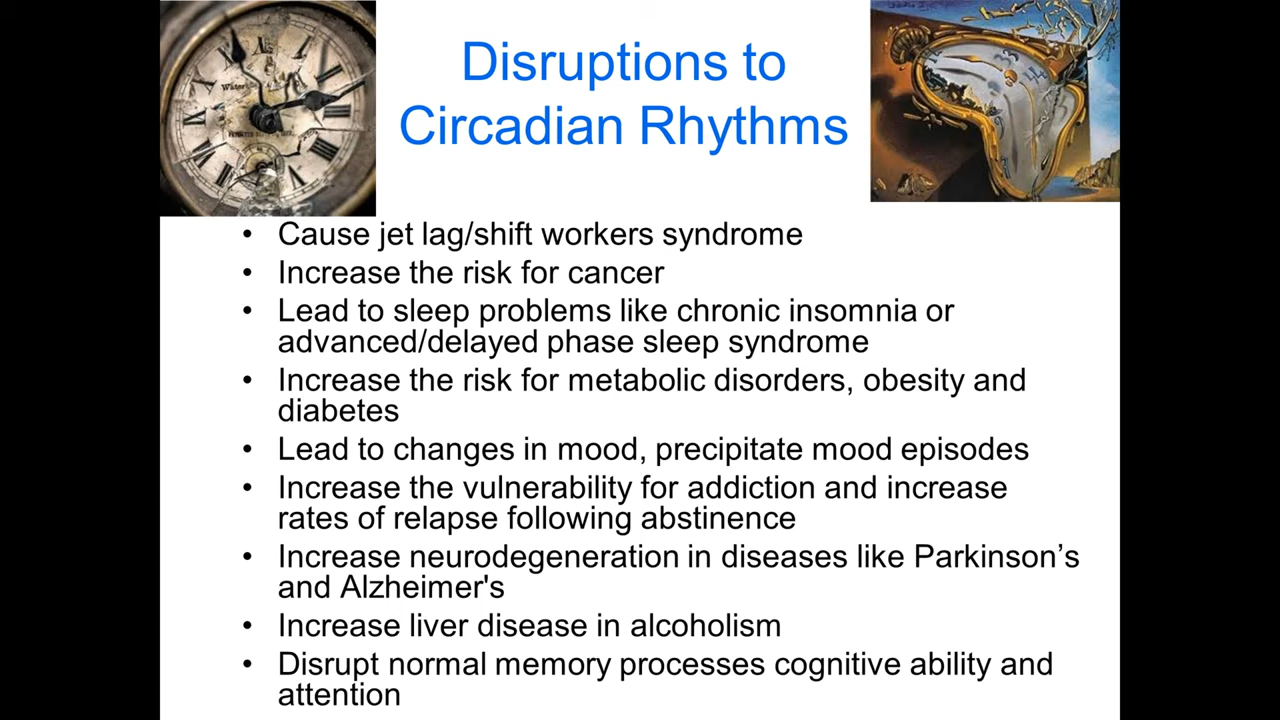 Disruptions to
Circadian Rhythms
• Cause jet lag/shift workers syndrome
• Increase the risk for cancer
• Lead to sleep problems like chronic insomnia or
advanced/delayed phase sleep syndrome
• Increase the risk for metabolic disorders, obesity and
diabetes
• Lead to changes in mood, precipitate mood episodes
• Increase the vulnerability for addiction and increase
rates of relapse following abstinence
• Increase neurodegeneration in diseases like Parkinson’s
and Alzheimer's
• Increase liver disease in alcoholism
• Disrupt normal memory processes cognitive ability and
attention